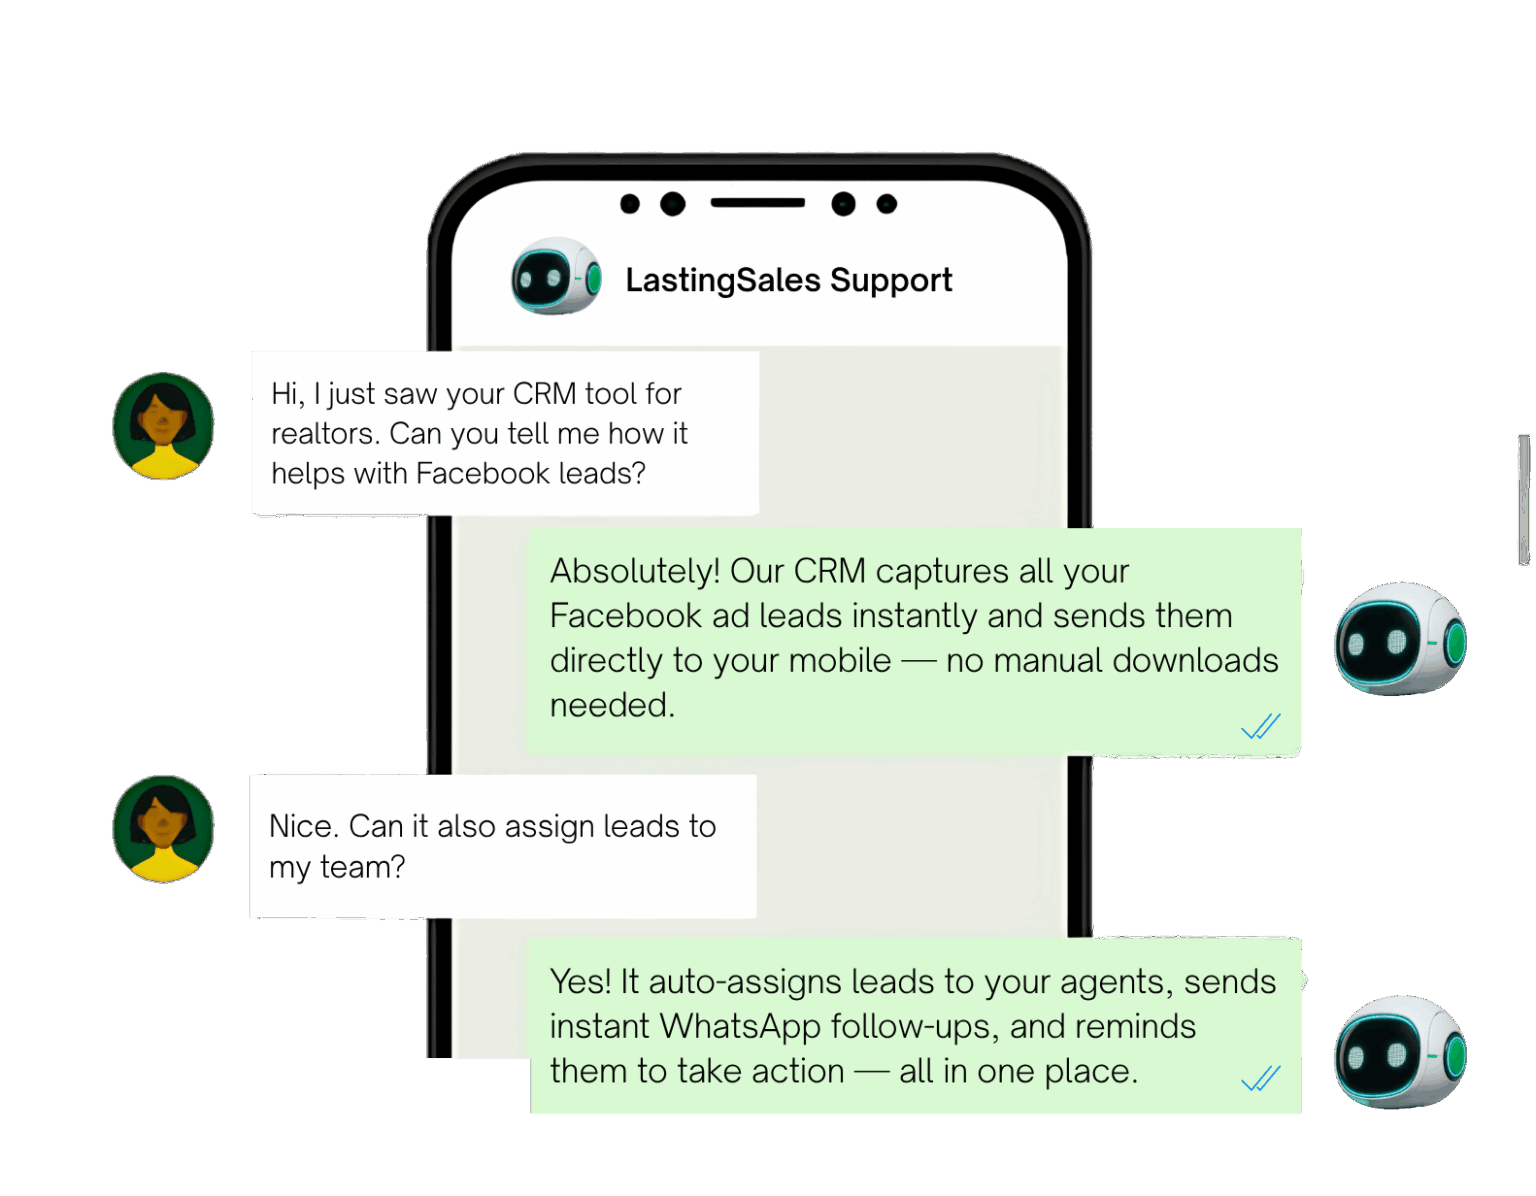 LastingSales Support
Hi, I just saw your CRM tool for
realtors. Can you tell me how it
helps with Facebook leads?
Absolutely! Our CRM captures all your
Facebook ad leads instantly and sends them
directly to your mobile — no manual downloads
needed.
Nice. Can it also assign leads to
my team?
Yes! It auto-assigns leads to your agents, sends
instant WhatsApp follow-ups, and reminds
them to take action — all in one place.